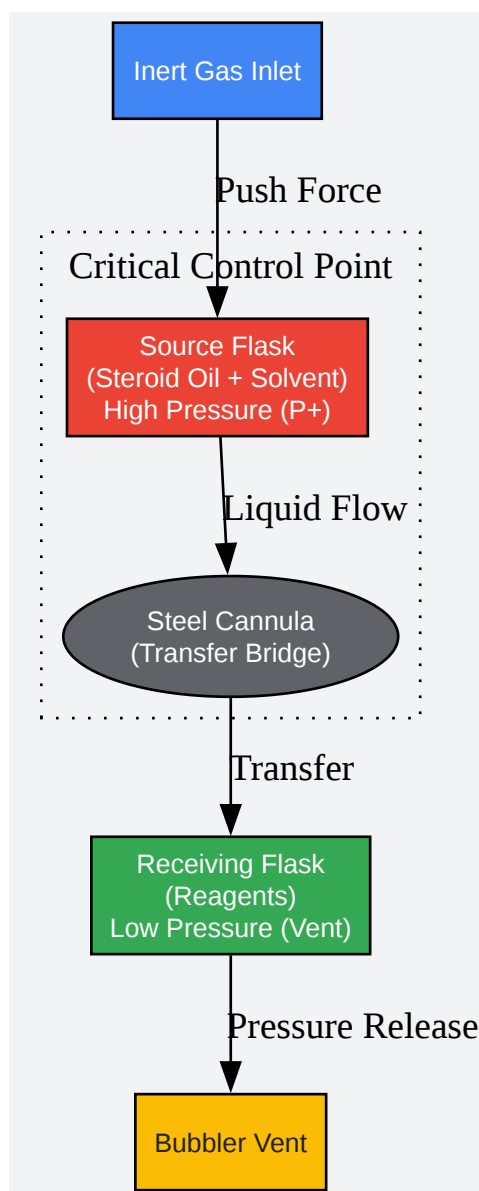 Inert Gas Inlet
Push Force
Critical Control Point
Source Flask
(Steroid Oil + Solvent)
High Pressure (P+)
Liquid Flow
Steel Cannula
(Transfer Bridge)
Transfer
Receiving Flask
(Reagents)
Low Pressure (Vent)
Pressure Release
Bubbler Vent